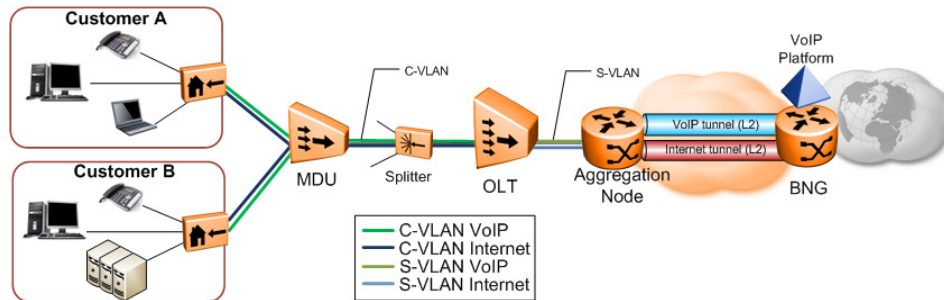 Customer A
Customer B
C-VLAN
S-VLAN
VoIP
Platform
VoIP tunnel (L2)
Internet tunnel (L2)
MDU
Splitter
OLT
Aggregation
Node
BNG
C-VLAN VoIP
C-VLAN Internet
S-VLAN VoIP
S-VLAN Internet